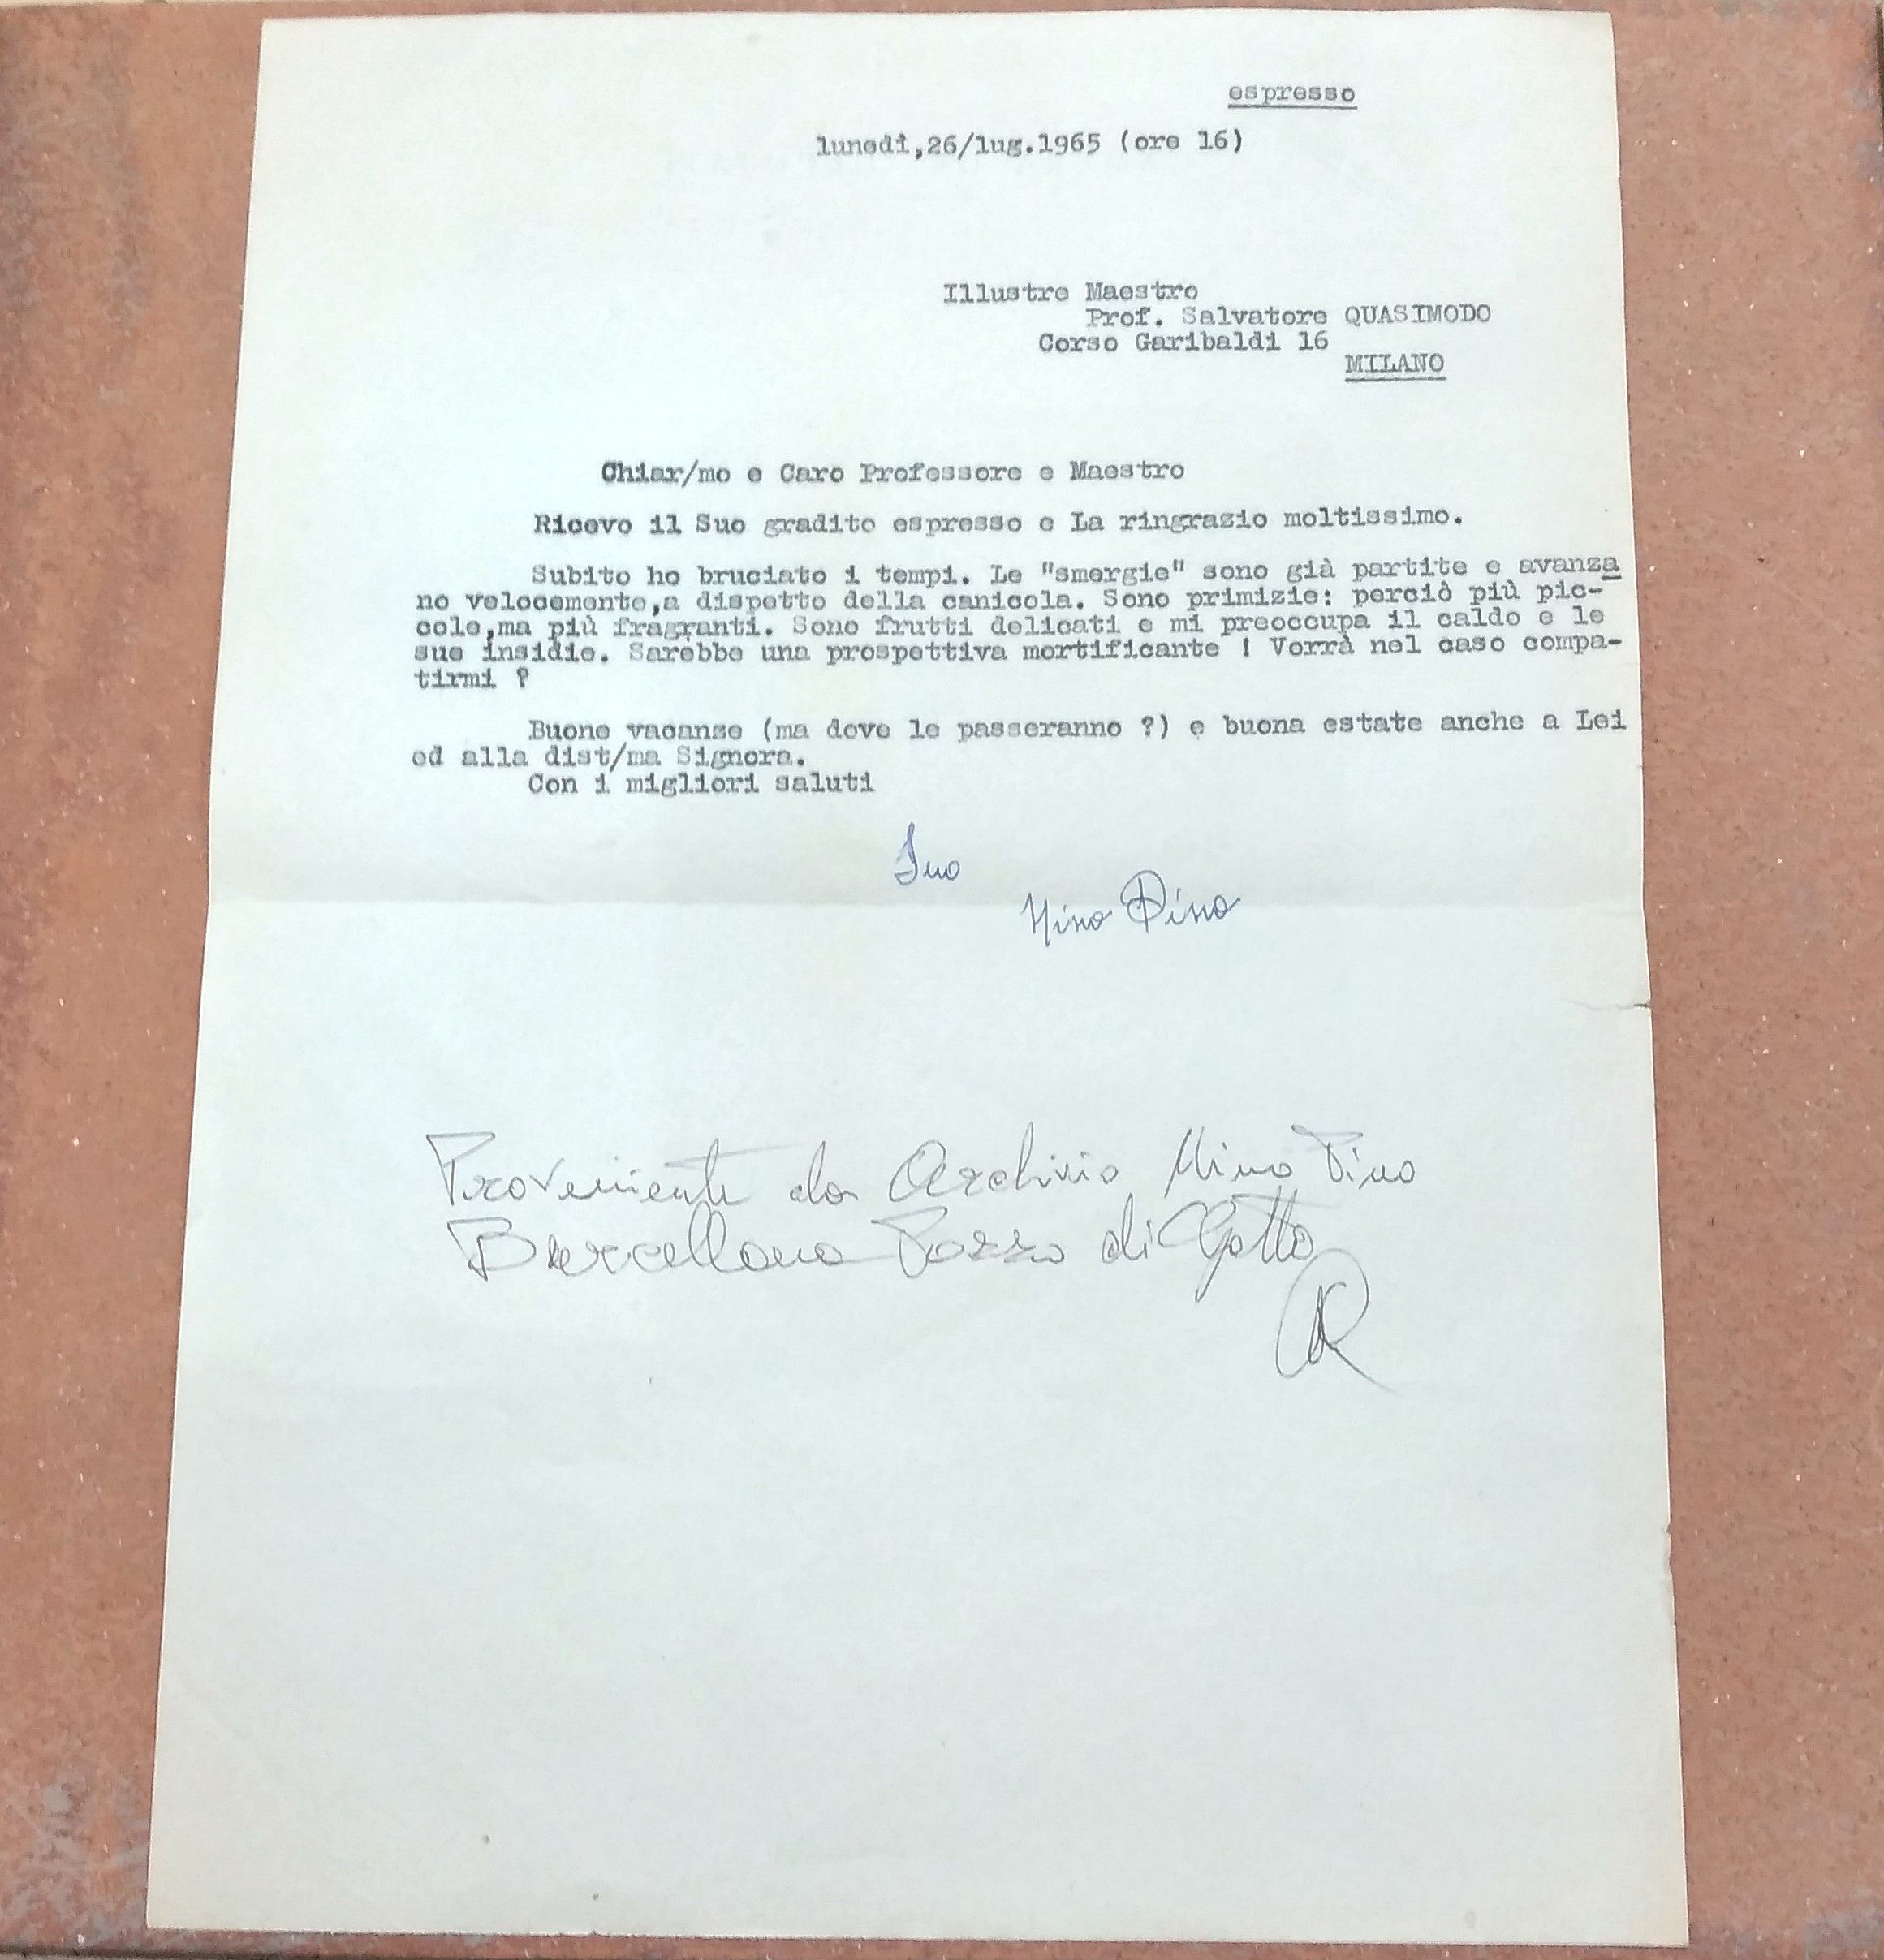 espresso
lunedì,26/lug.1965 (ore 16)
Illustre Maestro
Prof. Salvatore QUASIMODO
Corso Garibaldi 16
MILANO
Chiar/mo e Caro Professore e Maestro
Ricevo il Suo gradito espresso e La ringrazio moltissimo.
Subito ho bruciato i tempi. Le "smergie" sono già partite e avanza
no velocemente,a dispetto della canicola. Sono primizie: perciò più pic-
cole,ma più fragranti. Sono frutti delicati e mi preoccupa il caldo e le
sue insidie. Sarebbe una prospettiva mortificante ! Vorrà nel caso compa-
tirmi ?
Buone vacanze (ma dove le passeranno ?) e buona estate anche a Lei
ed alla dist/ma Signora.
Con i migliori saluti
Suo
Nino Pino
Proveniente da Archivio Nino Pino
Barcellona Pozzo di Gotto